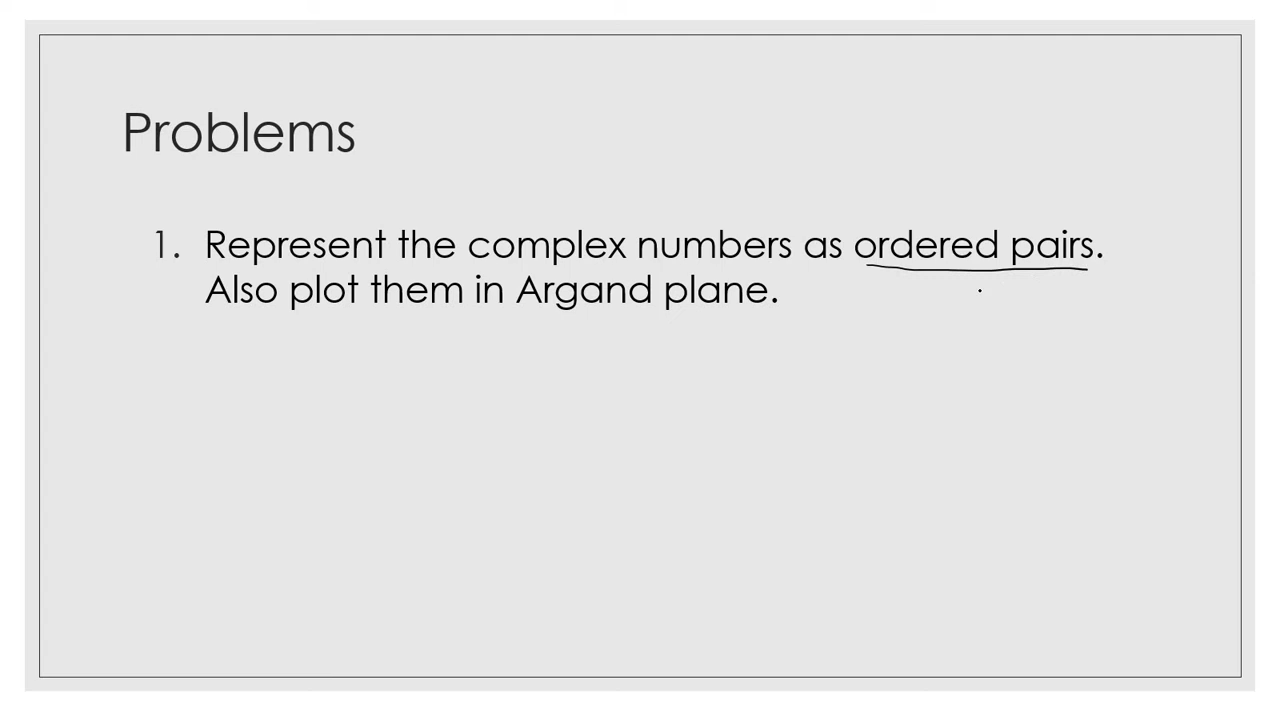 Problems
1. Represent the complex numbers as ordered pairs.
Also plot them in Argand plane.